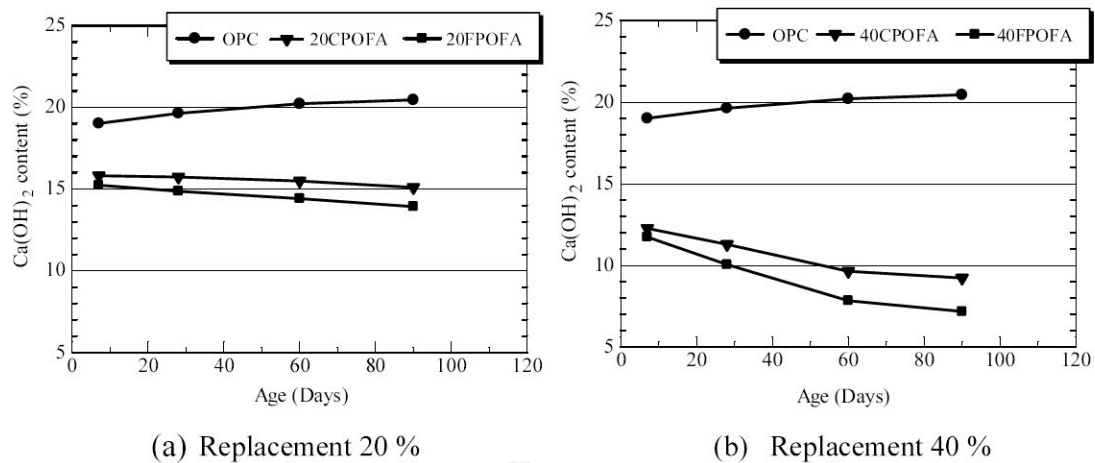 OPC 20CPOFA 20FPOFA
25
20
15
10
5
Ca(OH)2 content (%)
0 20 40 60 80 100 120
Age (Days)
(a) Replacement 20 %
OPC 40CPOFA 40FPOFA
25
20
15
10
5
Ca(OH)2 content (%)
0 20 40 60 80 100 120
Age (Days)
(b) Replacement 40 %